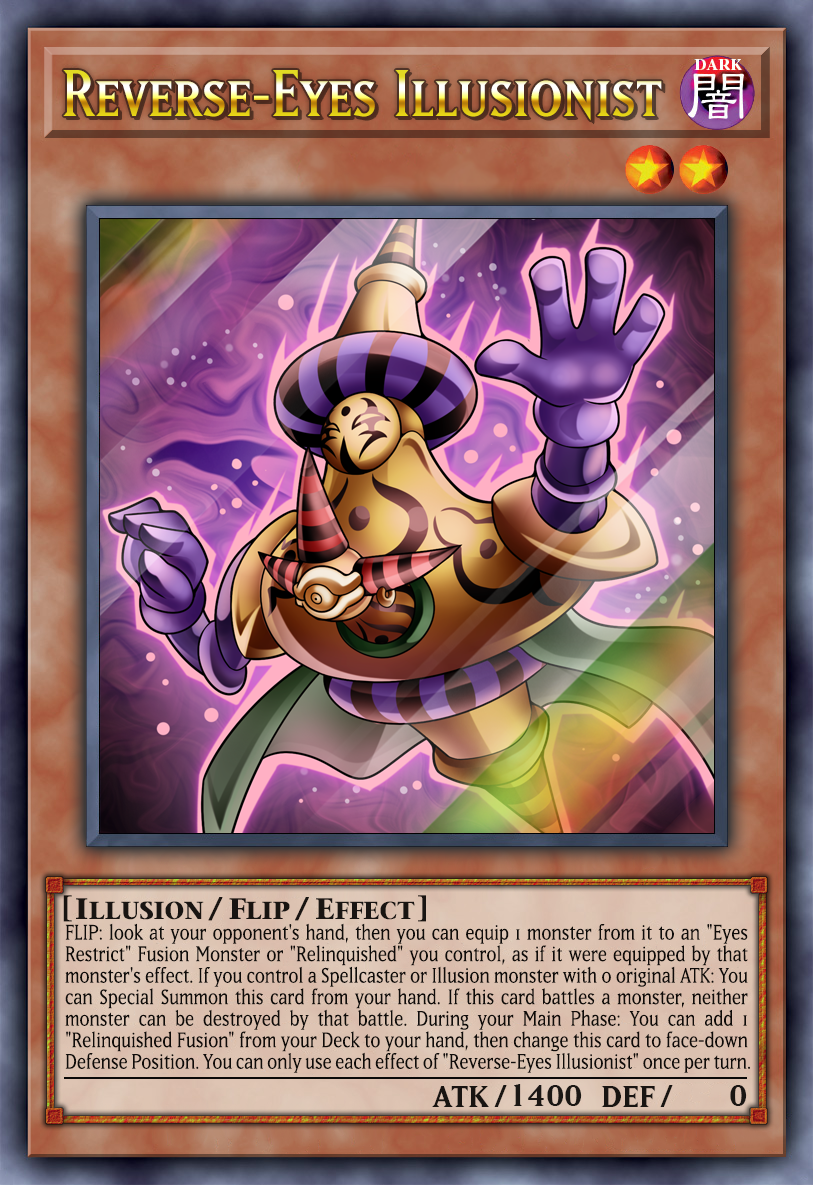 REVERSE-EYES ILLUSIONIST
DARK
闇
[ILLUSION / FLIP / EFFECT]
FLIP: look at your opponent's hand, then you can equip 1 monster from it to an "Eyes
Restrict" Fusion Monster or "Relinquished" you control, as if it were equipped by that
monster's effect. If you control a Spellcaster or Illusion monster with 0 original ATK: You
can Special Summon this card from your hand. If this card battles a monster, neither
monster can be destroyed by that battle. During your Main Phase: You can add 1
"Relinquished Fusion" from your Deck to your hand, then change this card to face-down
Defense Position. You can only use each effect of "Reverse-Eyes Illusionist" once per turn.
ATK / 1400 DEF / 0